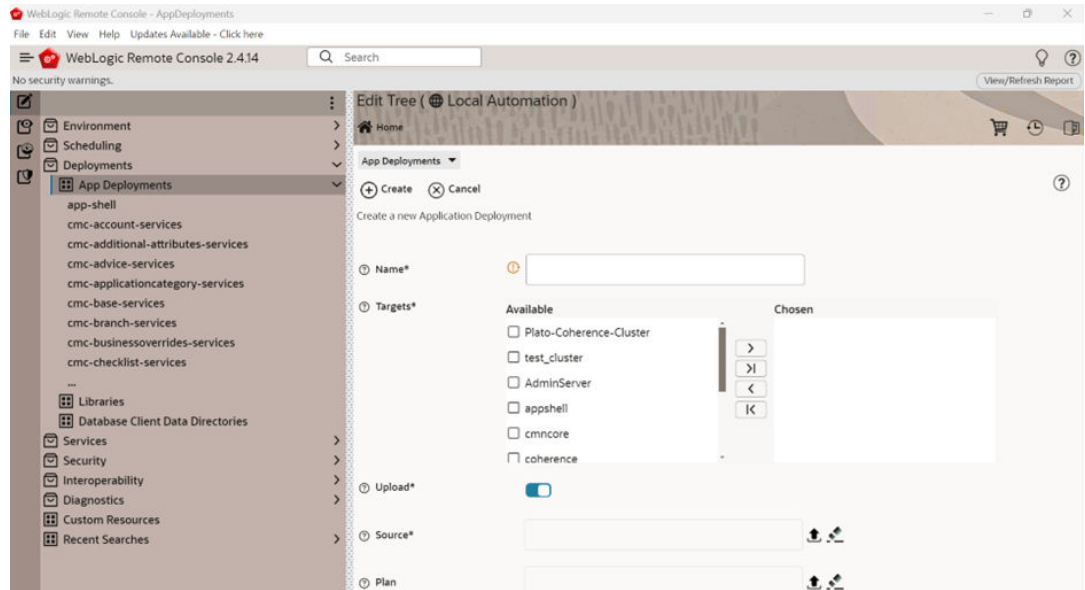 WebLogic Remote Console - AppDeployments
File Edit View Help Updates Available - Click here
WebLogic Remote Console 2.4.14
Search
No security warnings.
View/Refresh Report
Environment
Scheduling
Deployments
App Deployments
app-shell
cmc-account-services
cmc-additional-attributes-services
cmc-advice-services
cmc-applicationcategory-services
cmc-base-services
cmc-branch-services
cmc-businessoverrides-services
cmc-checklist-services
...
Libraries
Database Client Data Directories
Services
Security
Interoperability
Diagnostics
Custom Resources
Recent Searches
Edit Tree ( Local Automation )
Home
App Deployments
Create Cancel
Create a new Application Deployment
Name*
Targets*
Available
Chosen
Plato-Coherence-Cluster
test_cluster
AdminServer
appshell
cmncore
coherence
Upload*
Source*
Plan